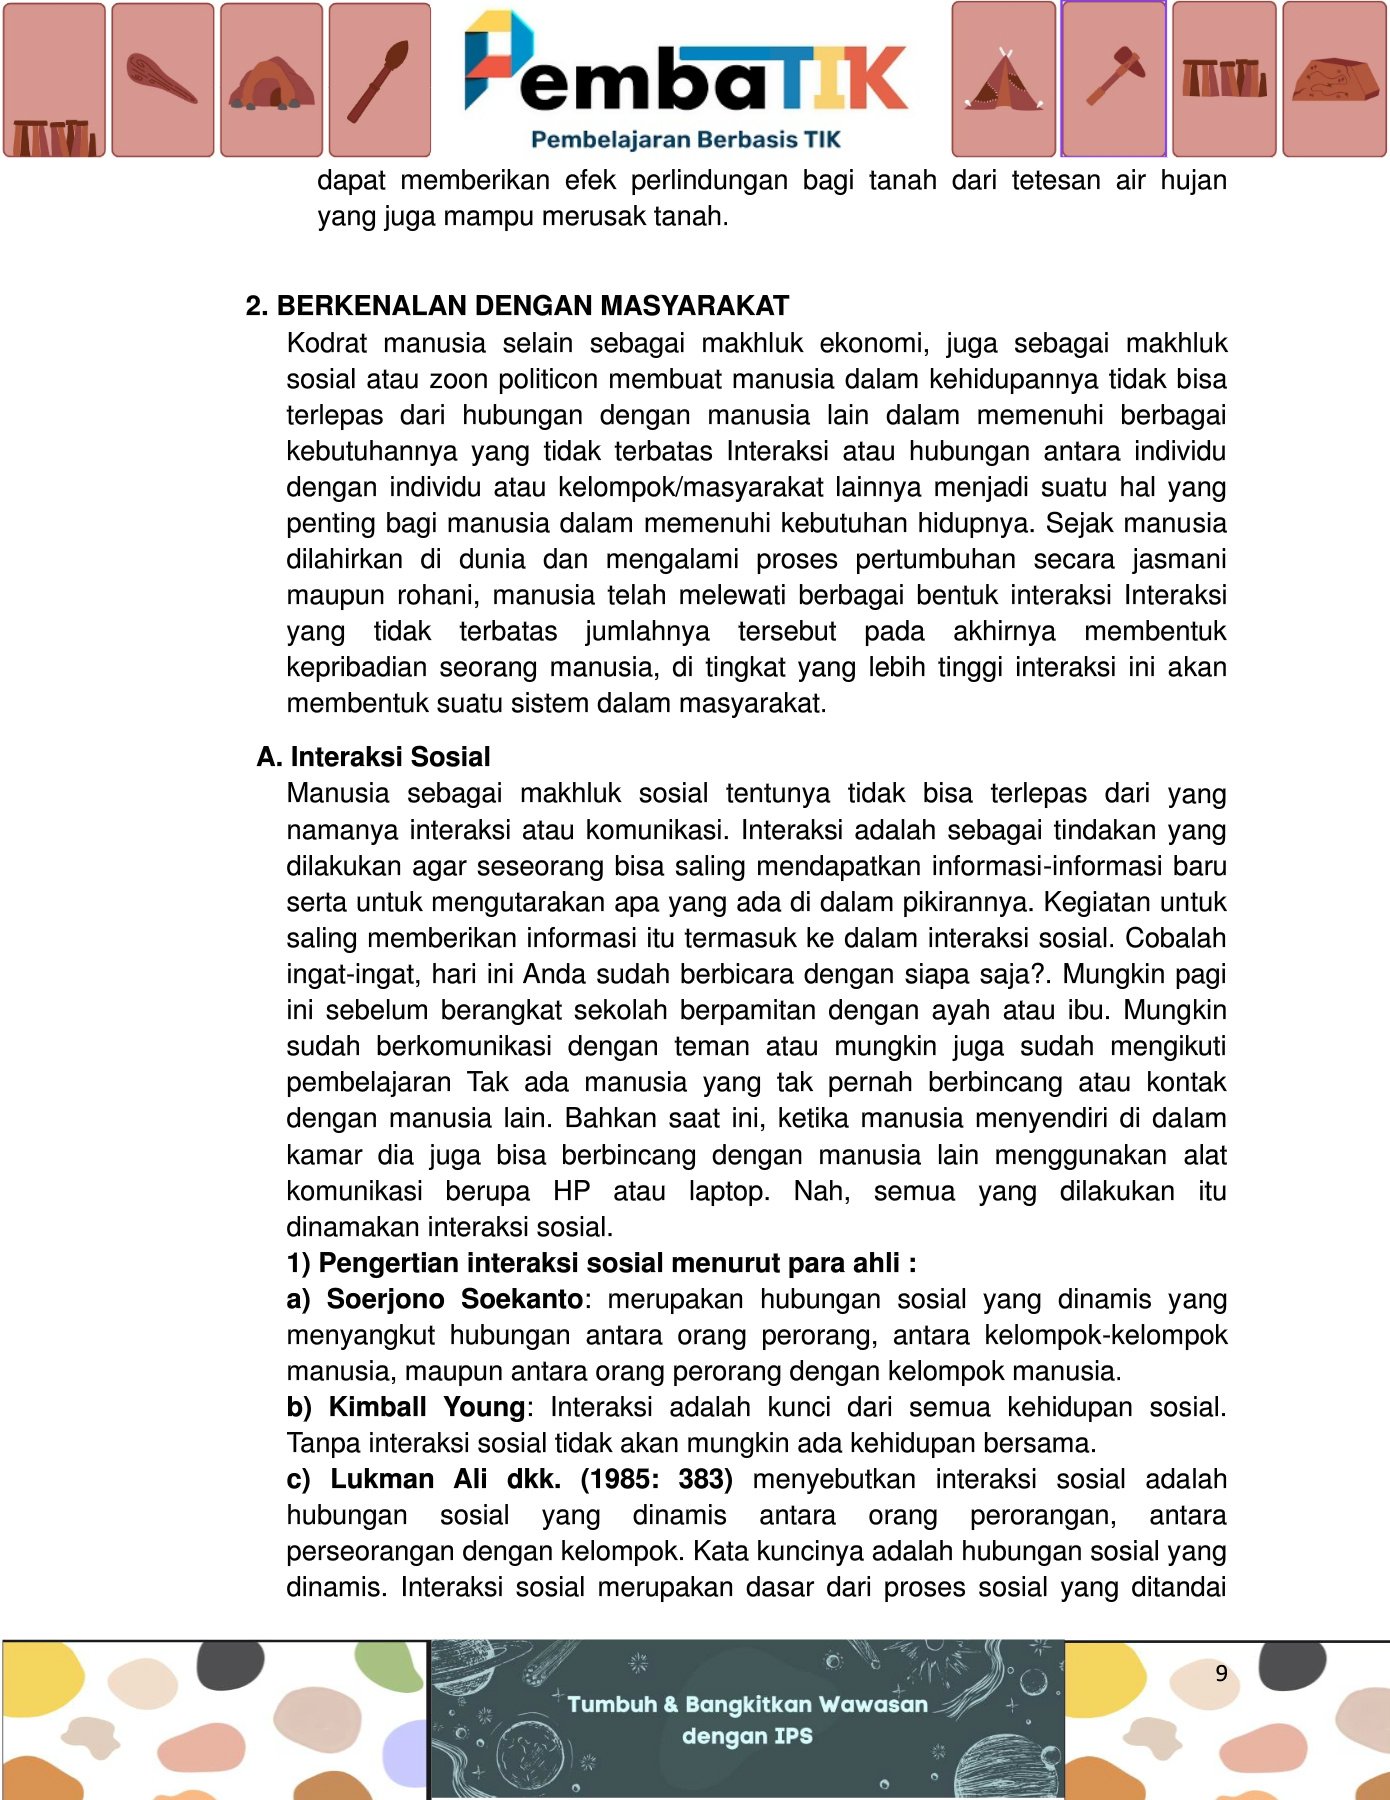 PembaTIK
Pembelajaran Berbasis TIK
dapat memberikan efek perlindungan bagi tanah dari tetesan air hujan
yang juga mampu merusak tanah.
2. BERKENALAN DENGAN MASYARAKAT
Kodrat manusia selain sebagai makhluk ekonomi, juga sebagai makhluk
sosial atau zoon politicon membuat manusia dalam kehidupannya tidak bisa
terlepas dari hubungan dengan manusia lain dalam memenuhi berbagai
kebutuhannya yang tidak terbatas Interaksi atau hubungan antara individu
dengan individu atau kelompok/masyarakat lainnya menjadi suatu hal yang
penting bagi manusia dalam memenuhi kebutuhan hidupnya. Sejak manusia
dilahirkan di dunia dan mengalami proses pertumbuhan secara jasmani
maupun rohani, manusia telah melewati berbagai bentuk interaksi Interaksi
yang tidak terbatas jumlahnya tersebut pada akhirnya membentuk
kepribadian seorang manusia, di tingkat yang lebih tinggi interaksi ini akan
membentuk suatu sistem dalam masyarakat.
A. Interaksi Sosial
Manusia sebagai makhluk sosial tentunya tidak bisa terlepas dari yang
namanya interaksi atau komunikasi. Interaksi adalah sebagai tindakan yang
dilakukan agar seseorang bisa saling mendapatkan informasi-informasi baru
serta untuk mengutarakan apa yang ada di dalam pikirannya. Kegiatan untuk
saling memberikan informasi itu termasuk ke dalam interaksi sosial. Cobalah
ingat-ingat, hari ini Anda sudah berbicara dengan siapa saja?. Mungkin pagi
ini sebelum berangkat sekolah berpamitan dengan ayah atau ibu. Mungkin
sudah berkomunikasi dengan teman atau mungkin juga sudah mengikuti
pembelajaran Tak ada manusia yang tak pernah berbincang atau kontak
dengan manusia lain. Bahkan saat ini, ketika manusia menyendiri di dalam
kamar dia juga bisa berbincang dengan manusia lain menggunakan alat
komunikasi berupa HP atau laptop. Nah, semua yang dilakukan itu
dinamakan interaksi sosial.
1) Pengertian interaksi sosial menurut para ahli :
a) Soerjono Soekanto: merupakan hubungan sosial yang dinamis yang
menyangkut hubungan antara orang perorang, antara kelompok-kelompok
manusia, maupun antara orang perorang dengan kelompok manusia.
b) Kimball Young: Interaksi adalah kunci dari semua kehidupan sosial.
Tanpa interaksi sosial tidak akan mungkin ada kehidupan bersama.
c) Lukman Ali dkk. (1985: 383) menyebutkan interaksi sosial adalah
hubungan sosial yang dinamis antara orang perorangan, antara
perseorangan dengan kelompok. Kata kuncinya adalah hubungan sosial yang
dinamis. Interaksi sosial merupakan dasar dari proses sosial yang ditandai
9
Tumbuh & Bangkitkan Wawasan
dengan IPS